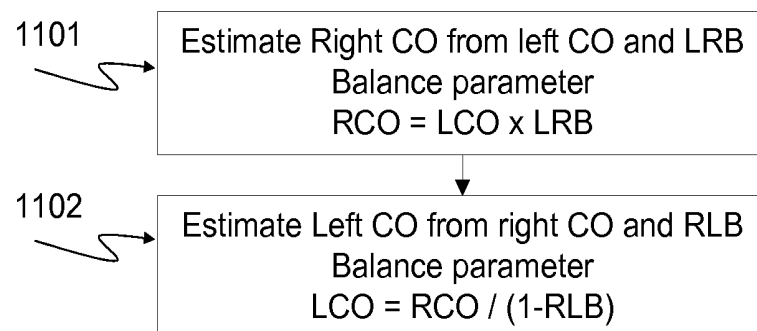 1101
Estimate Right CO from left CO and LRB
Balance parameter
RCO = LCO x LRB
1102
Estimate Left CO from right CO and RLB
Balance parameter
LCO = RCO / (1-RLB)